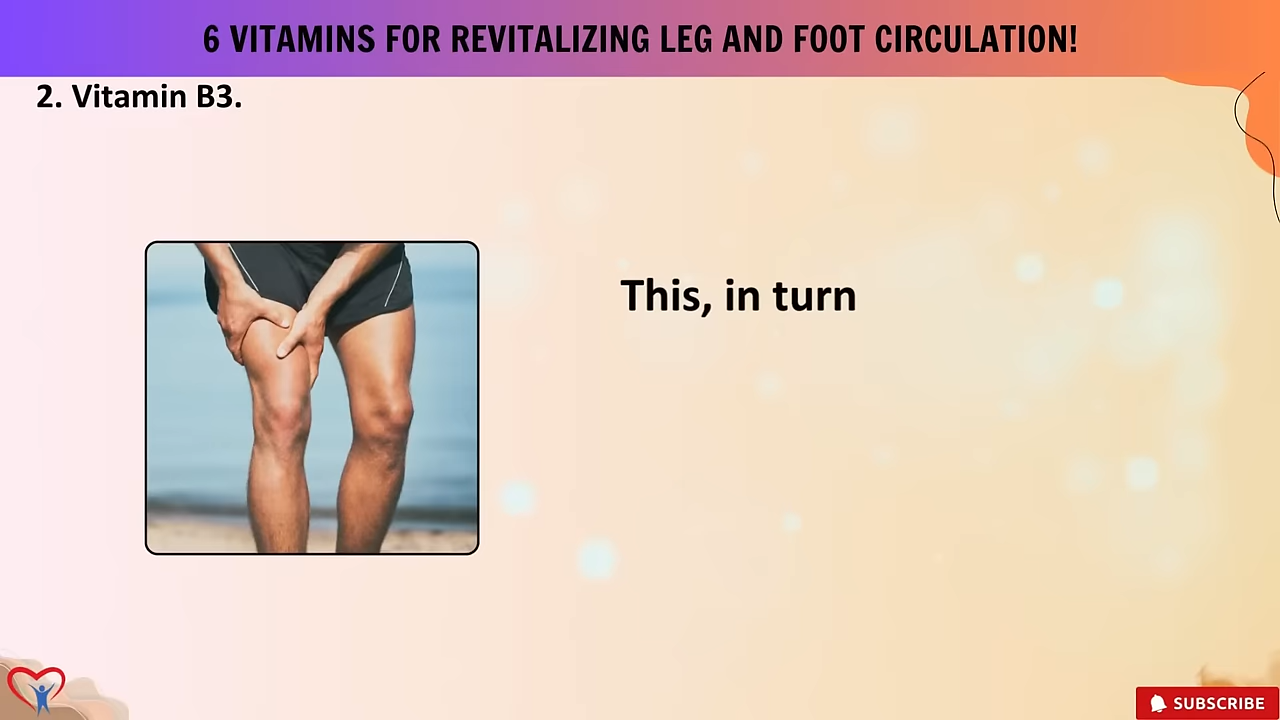 6 VITAMINS FOR REVITALIZING LEG AND FOOT CIRCULATION!
2. Vitamin B3.
This, in turn
SUBSCRIBE